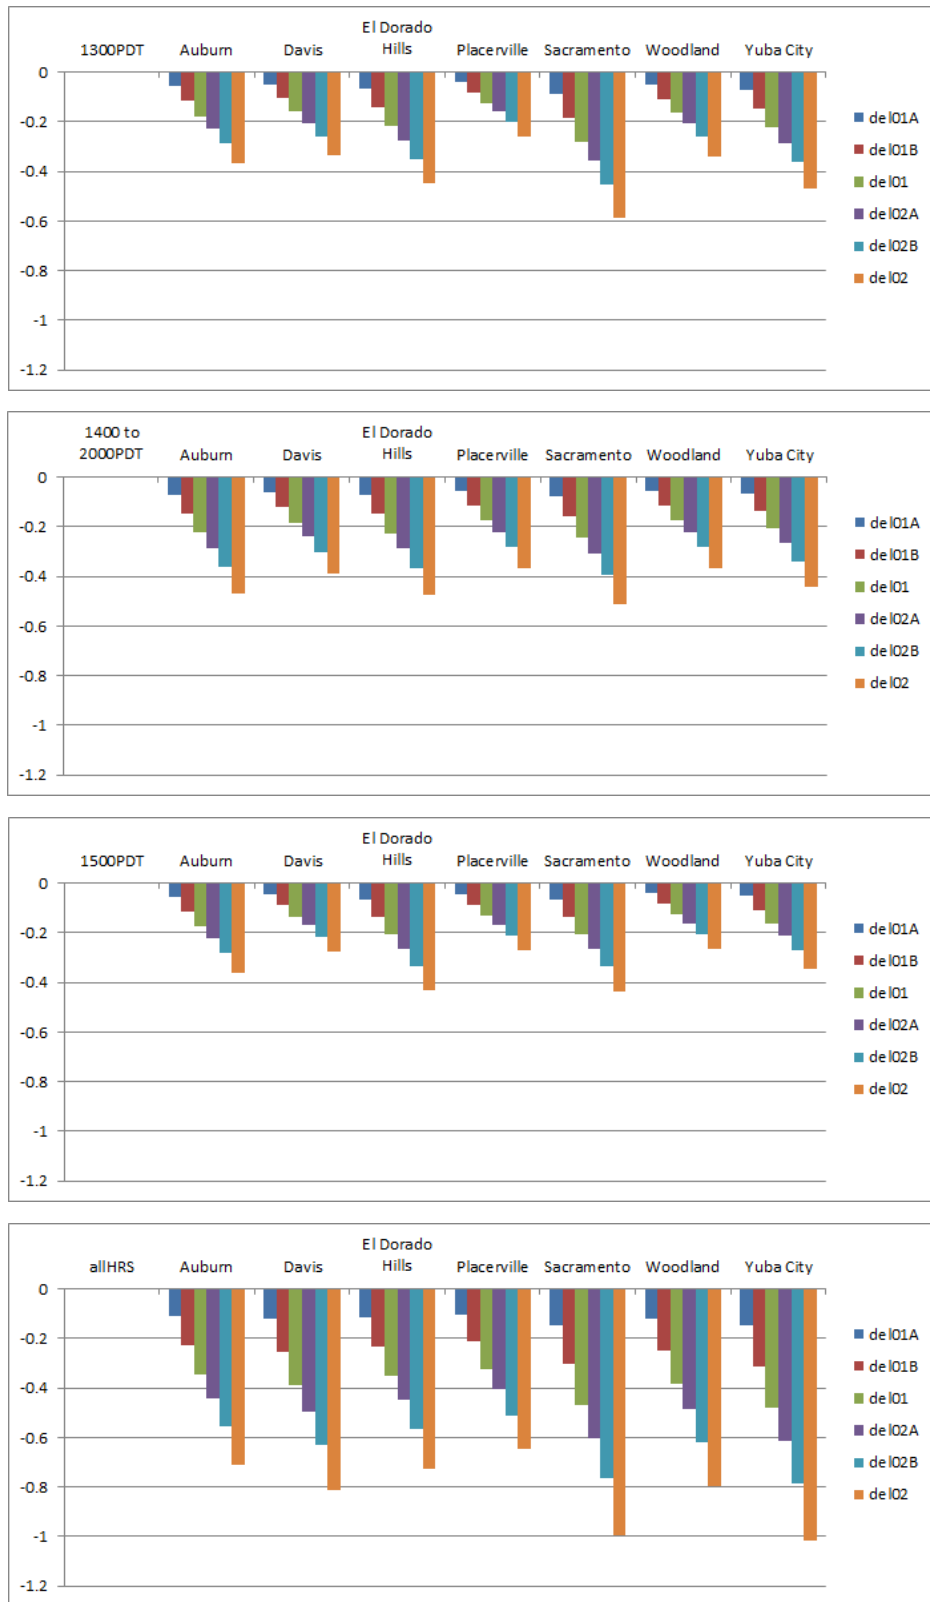 El Dorado
1300PDT Auburn Davis Hills Placerville Sacramento Woodland Yuba City
0
-0.2
-0.4
-0.6
-0.8
-1
-1.2
del01A
del01B
del01
del02A
del02B
del02
1400 to El Dorado
2000PDT Auburn Davis Hills Placerville Sacramento Woodland Yuba City
0
-0.2
-0.4
-0.6
-0.8
-1
-1.2
del01A
del01B
del01
del02A
del02B
del02
El Dorado
1500PDT Auburn Davis Hills Placerville Sacramento Woodland Yuba City
0
-0.2
-0.4
-0.6
-0.8
-1
-1.2
del01A
del01B
del01
del02A
del02B
del02
El Dorado
allHRS Auburn Davis Hills Placerville Sacramento Woodland Yuba City
0
-0.2
-0.4
-0.6
-0.8
-1
-1.2
del01A
del01B
del01
del02A
del02B
del02